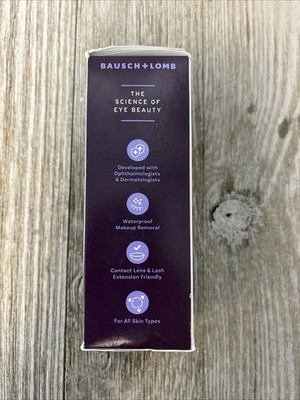 BAUSCH + LOMB
THE
SCIENCE OF
EYE BEAUTY
Developed with
Ophthalmologists
& Dermatologists
Waterproof
Makeup Removal
Contact Lens & Lash
Extension Friendly
For All Skin Types